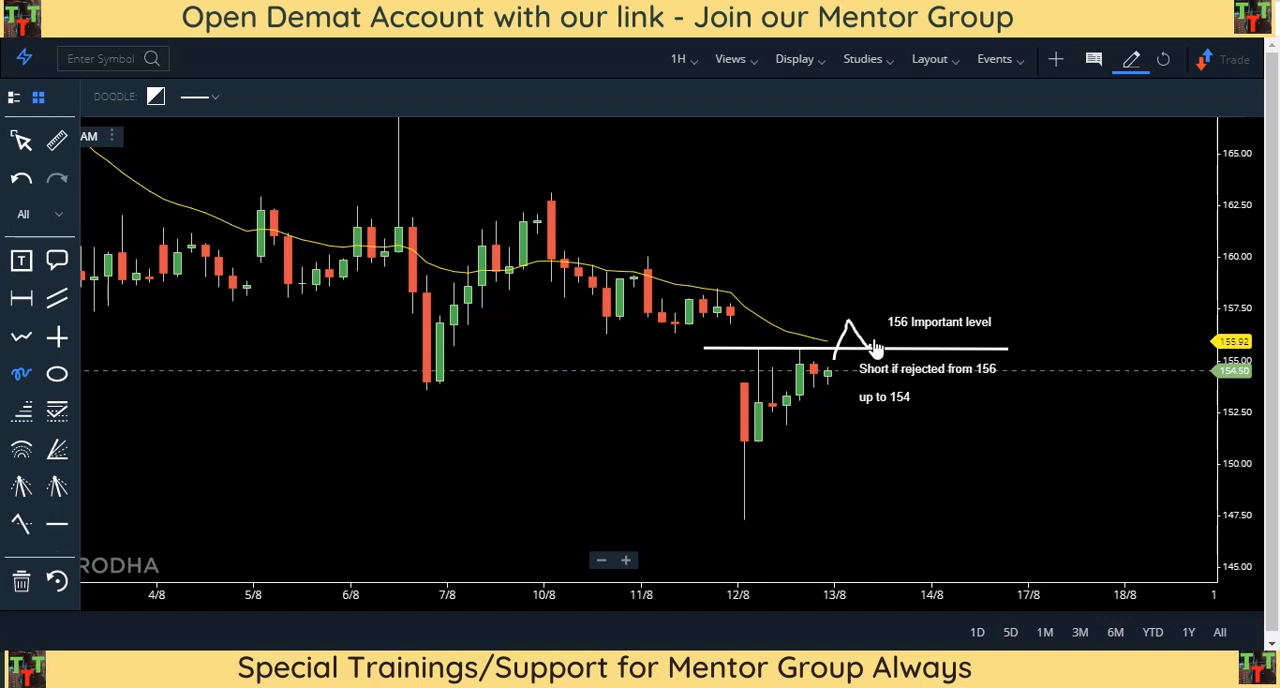 Open Demat Account with our link - Join our Mentor Group
TTT
TTT
Enter Symbol
1H
Views
Display
Studies
Layout
Events
Trade
DOODLE:
AM
All
T
165.00
162.50
160.00
157.50
155.92
155.00
154.50
152.50
150.00
147.50
145.00
156 Important level
Short if rejected from 156
up to 154
RODHA
4/8
5/8
6/8
7/8
10/8
11/8
12/8
13/8
14/8
17/8
18/8
1
1D
5D
1M
3M
6M
YTD
1Y
All
Special Trainings/Support for Mentor Group Always
TTT
TTT